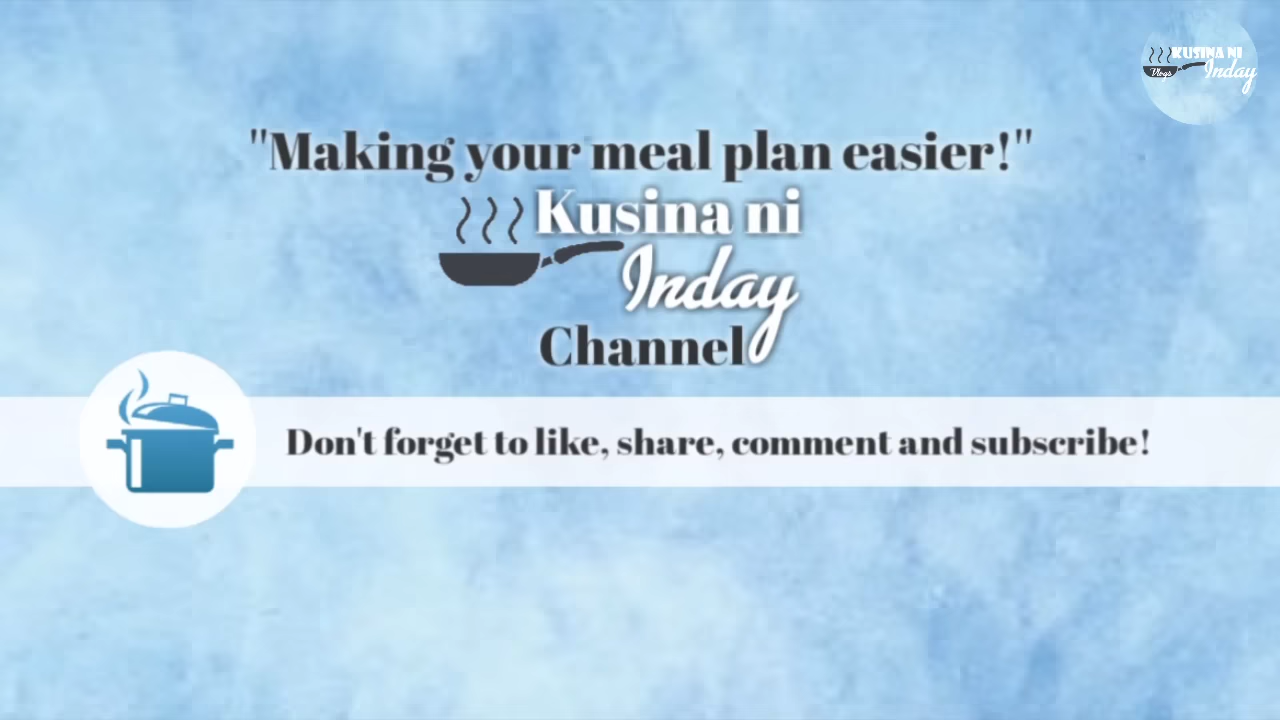 KUSINA NI
Vlogs
Inday
"Making your meal plan easier!"
Kusina ni
Inday
Channel
Don't forget to like, share, comment and subscribe!